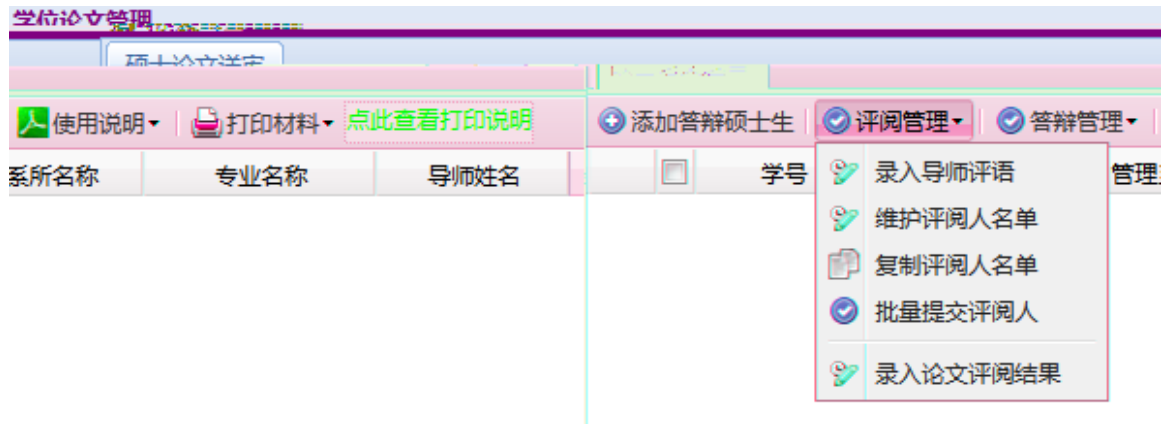 学位论文管理
硕士论文送审
使用说明 打印材料 点此查看打印说明 添加答辩硕士生 评阅管理 答辩管理
系所名称 专业名称 导师姓名 学号 管理
录入导师评语
维护评阅人名单
复制评阅人名单
批量提交评阅人
录入论文评阅结果